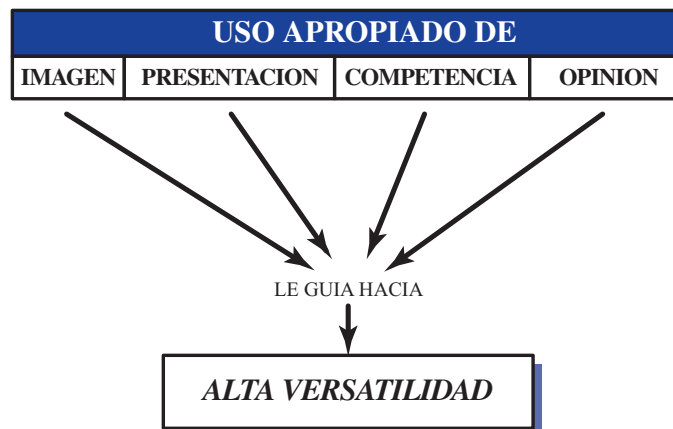 USO APROPIADO DE
IMAGEN PRESENTACION COMPETENCIA OPINION
LE GUIA HACIA
ALTA VERSATILIDAD